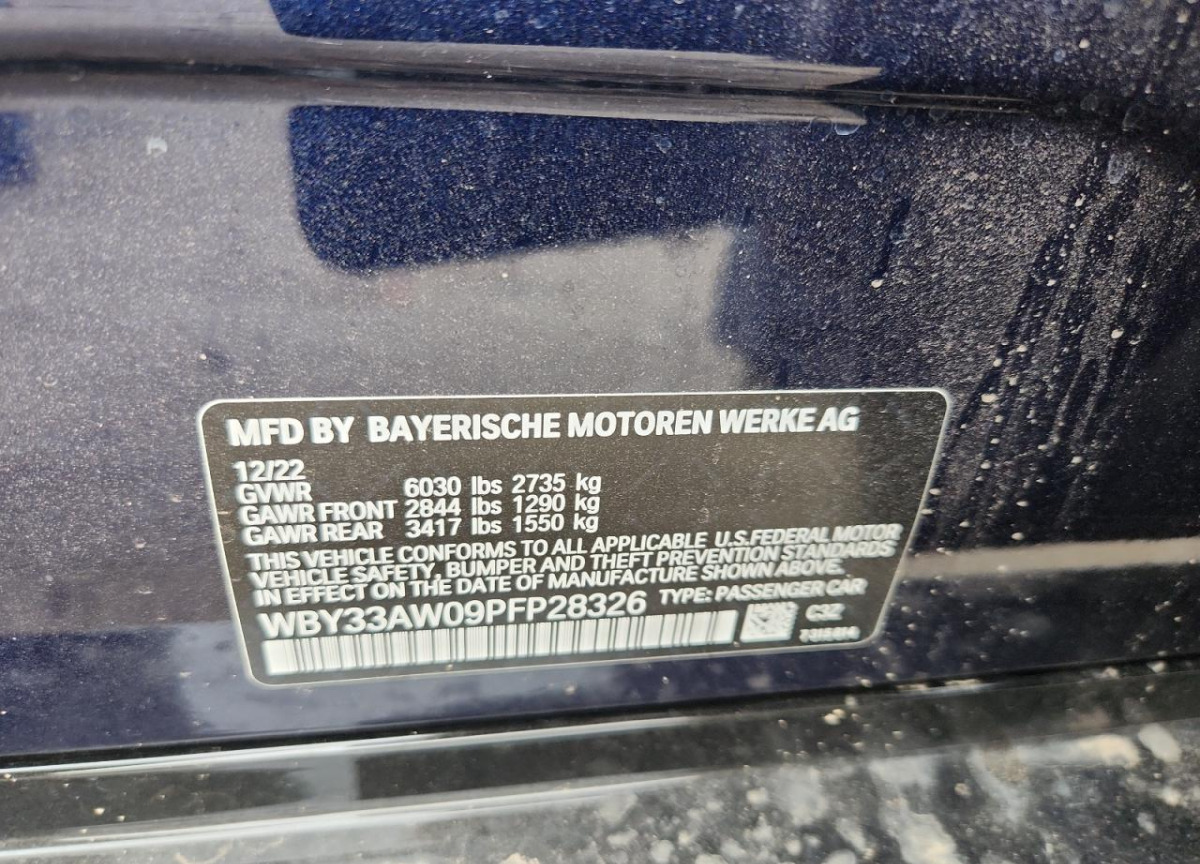 MFD BY BAYERISCHE MOTOREN WERKE AG
12/22
GVWR 6030 lbs 2735 kg
GAWR FRONT 2844 lbs 1290 kg
GAWR REAR 3417 lbs 1550 kg
THIS VEHICLE CONFORMS TO ALL APPLICABLE U.S.FEDERAL MOTOR
VEHICLE SAFETY, BUMPER AND THEFT PREVENTION STANDARDS
IN EFFECT ON THE DATE OF MANUFACTURE SHOWN ABOVE.
WBY33AW09PFP28326 TYPE: PASSENGER CAR
C3Z